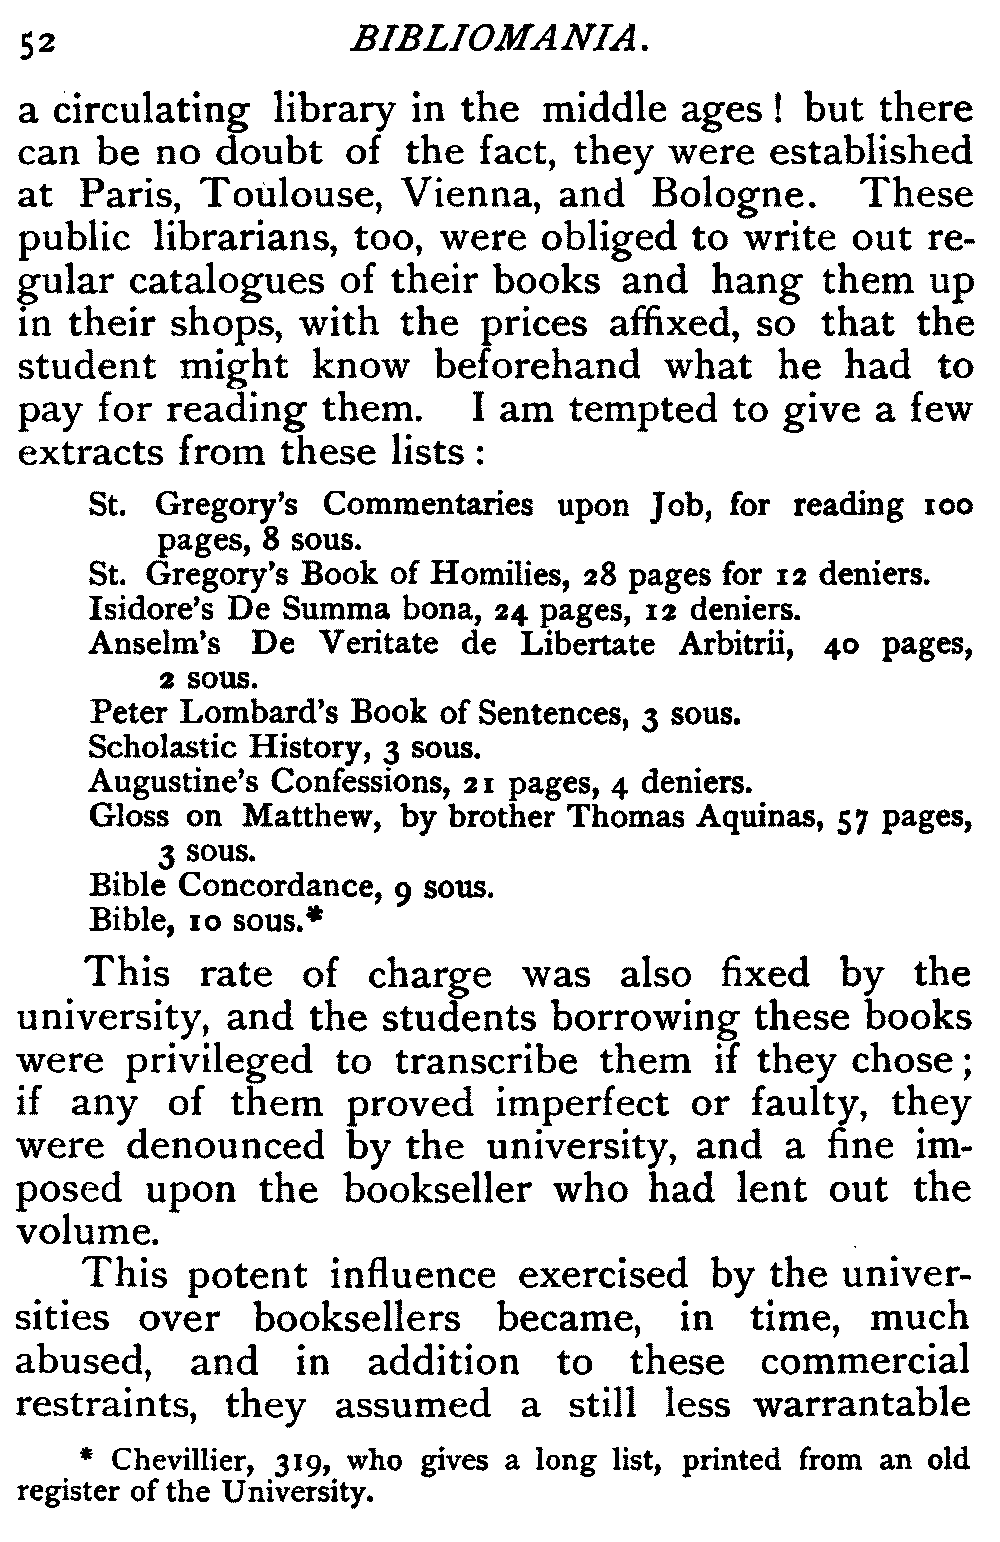 52 BIBLIOMANIA.
a circulating library in the middle ages ! but there
can be no doubt of the fact, they were established
at Paris, Toulouse, Vienna, and Bologne. These
public librarians, too, were obliged to write out re-
gular catalogues of their books and hang them up
in their shops, with the prices affixed, so that the
student might know beforehand what he had to
pay for reading them. I am tempted to give a few
extracts from these lists :
St. Gregory's Commentaries upon Job, for reading 100
pages, 8 sous.
St. Gregory's Book of Homilies, 28 pages for 12 deniers.
Isidore's De Summa bona, 24 pages, 12 deniers.
Anselm's De Veritate de Libertate Arbitrii, 40 pages,
2 sous.
Peter Lombard's Book of Sentences, 3 sous.
Scholastic History, 3 sous.
Augustine's Confessions, 21 pages, 4 deniers.
Gloss on Matthew, by brother Thomas Aquinas, 57 pages,
3 sous.
Bible Concordance, 9 sous.
Bible, 10 sous.*
This rate of charge was also fixed by the
university, and the students borrowing these books
were privileged to transcribe them if they chose ;
if any of them proved imperfect or faulty, they
were denounced by the university, and a fine im-
posed upon the bookseller who had lent out the
volume.
This potent influence exercised by the univer-
sities over booksellers became, in time, much
abused, and in addition to these commercial
restraints, they assumed a still less warrantable
* Chevillier, 319, who gives a long list, printed from an old
register of the University.